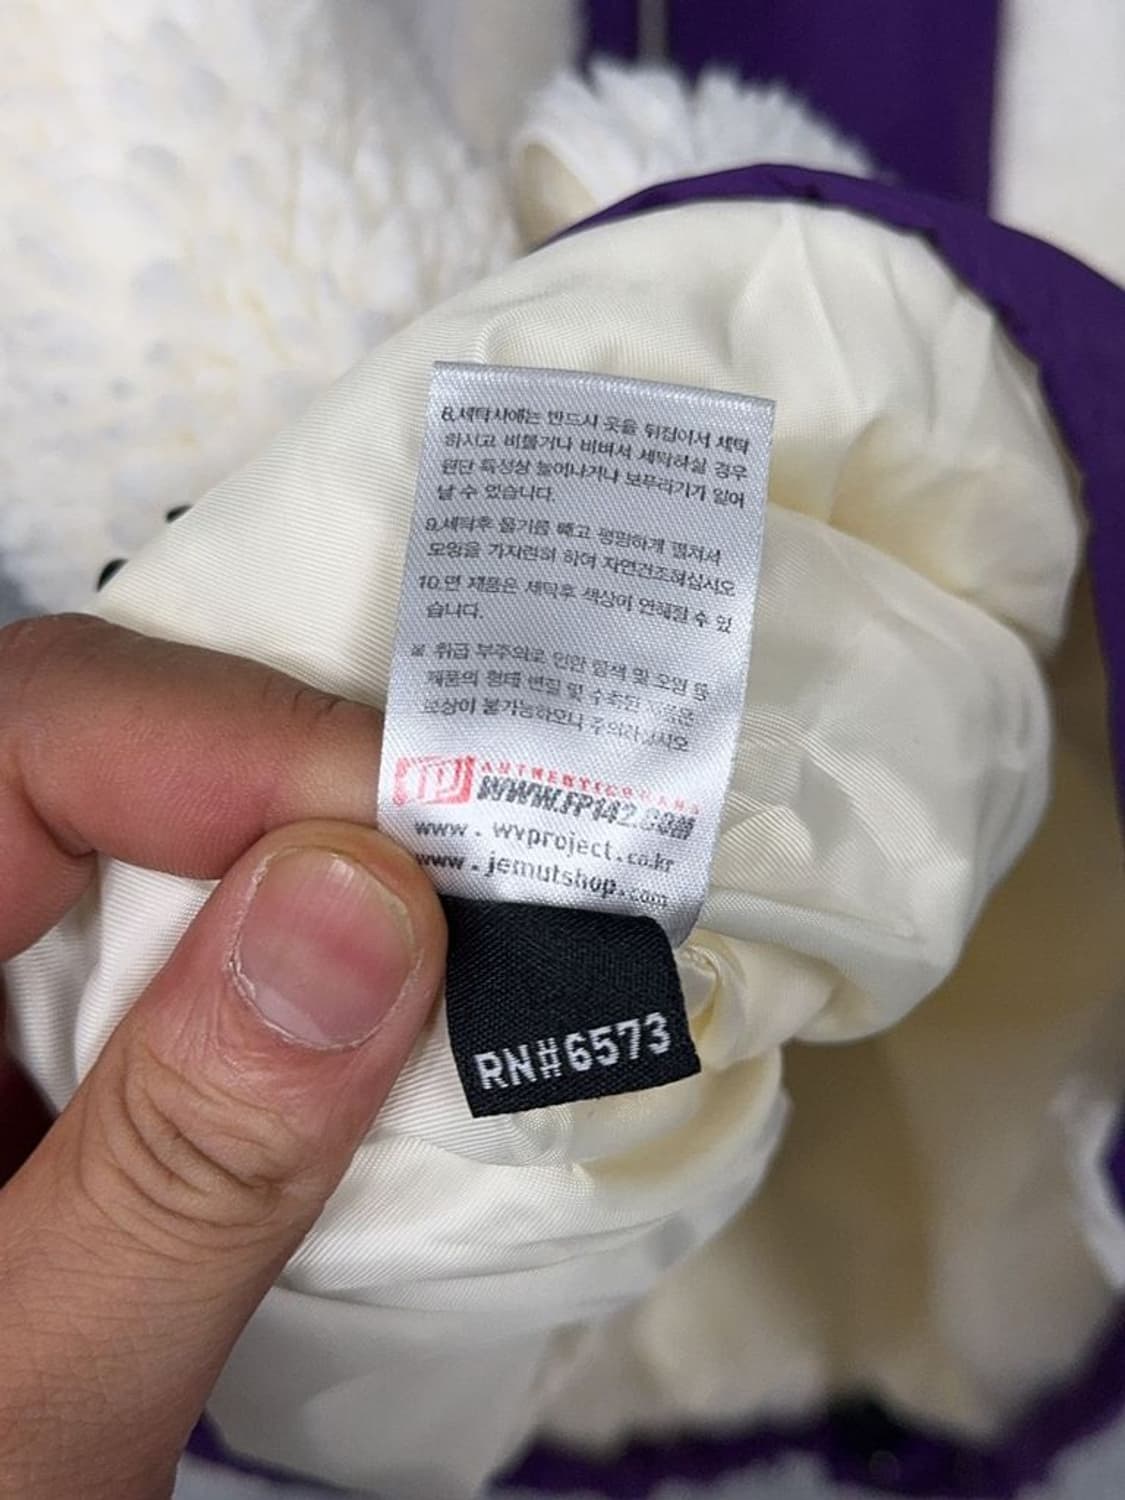 8.세탁시에는 반드시 옷을 뒤집어서 세탁
하시고 비틀거나 비벼서 세탁하실 경우
원단 특성상 늘어나거나 보푸라기가 일어
날 수 있습니다.
9.세탁후 물기를 빼고 평평하게 펼쳐서
모양을 가지런히 하여 자연건조하십시오
10.면 제품은 세탁후 색상이 연해질 수 있
습니다.
※ 취급 부주의로 인한 탈색 및 오염 등
제품의 형태 변질 및 수축된
보상이 불가능하오니 주의하십시오
WWW.FP142.COM
www.wvproject.co.kr
www.jemutshop.com
RN#6573